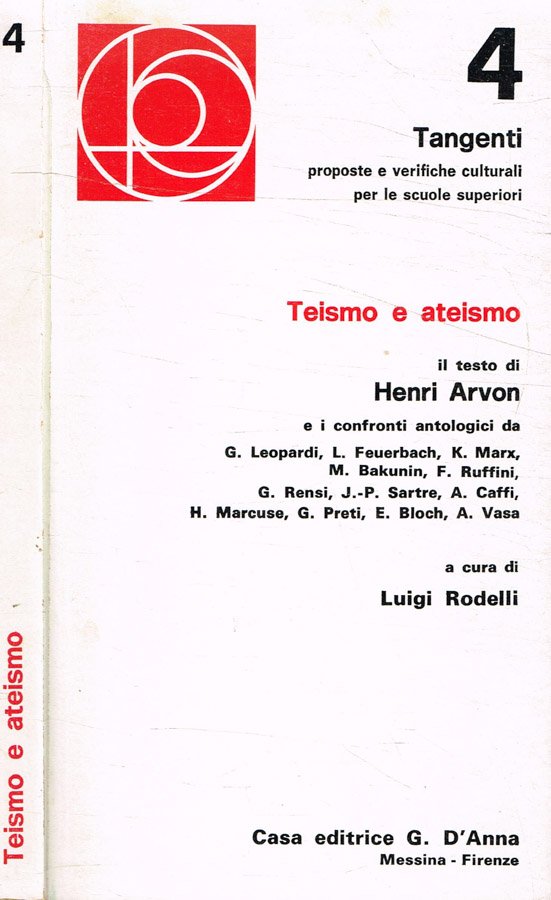 4
Teismo e ateismo
4
Tangenti
proposte e verifiche culturali
per le scuole superiori
Teismo e ateismo
il testo di
Henri Arvon
e i confronti antologici da
G. Leopardi, L. Feuerbach, K. Marx,
M. Bakunin, F. Ruffini,
G. Rensi, J.-P. Sartre, A. Caffi,
H. Marcuse, G. Preti, E. Bloch, A. Vasa
a cura di
Luigi Rodelli
Casa editrice G. D'Anna
Messina - Firenze